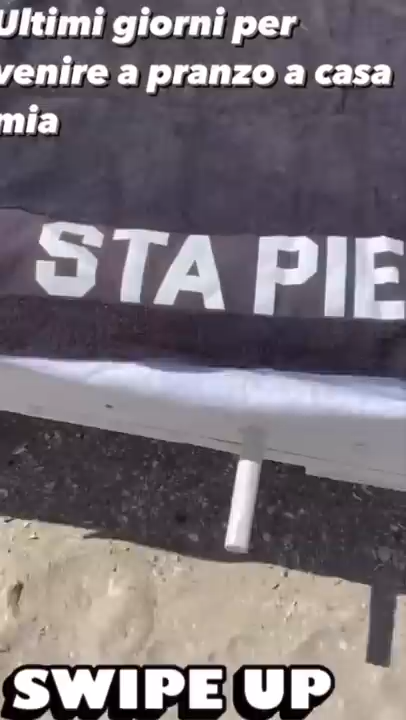 Ultimi giorni per
venire a pranzo a casa
mia
STA PIE
SWIPE UP